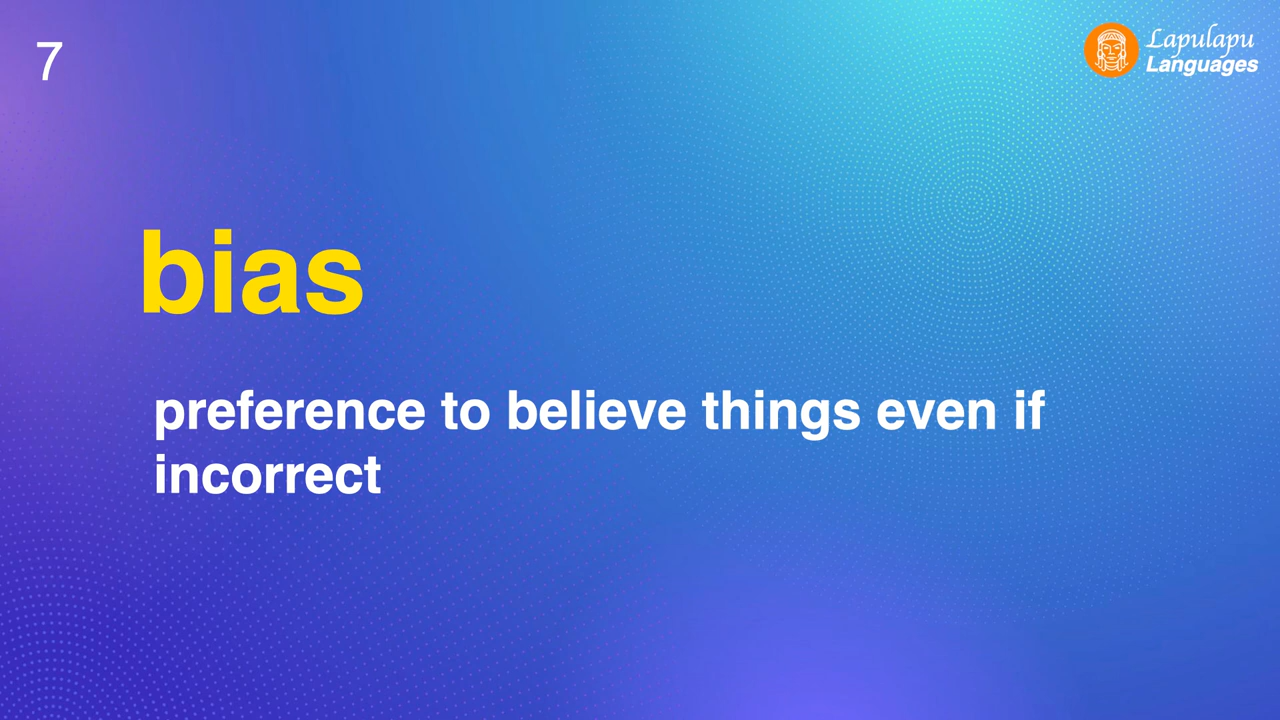 7
Lapulapu
Languages
bias
preference to believe things even if
incorrect